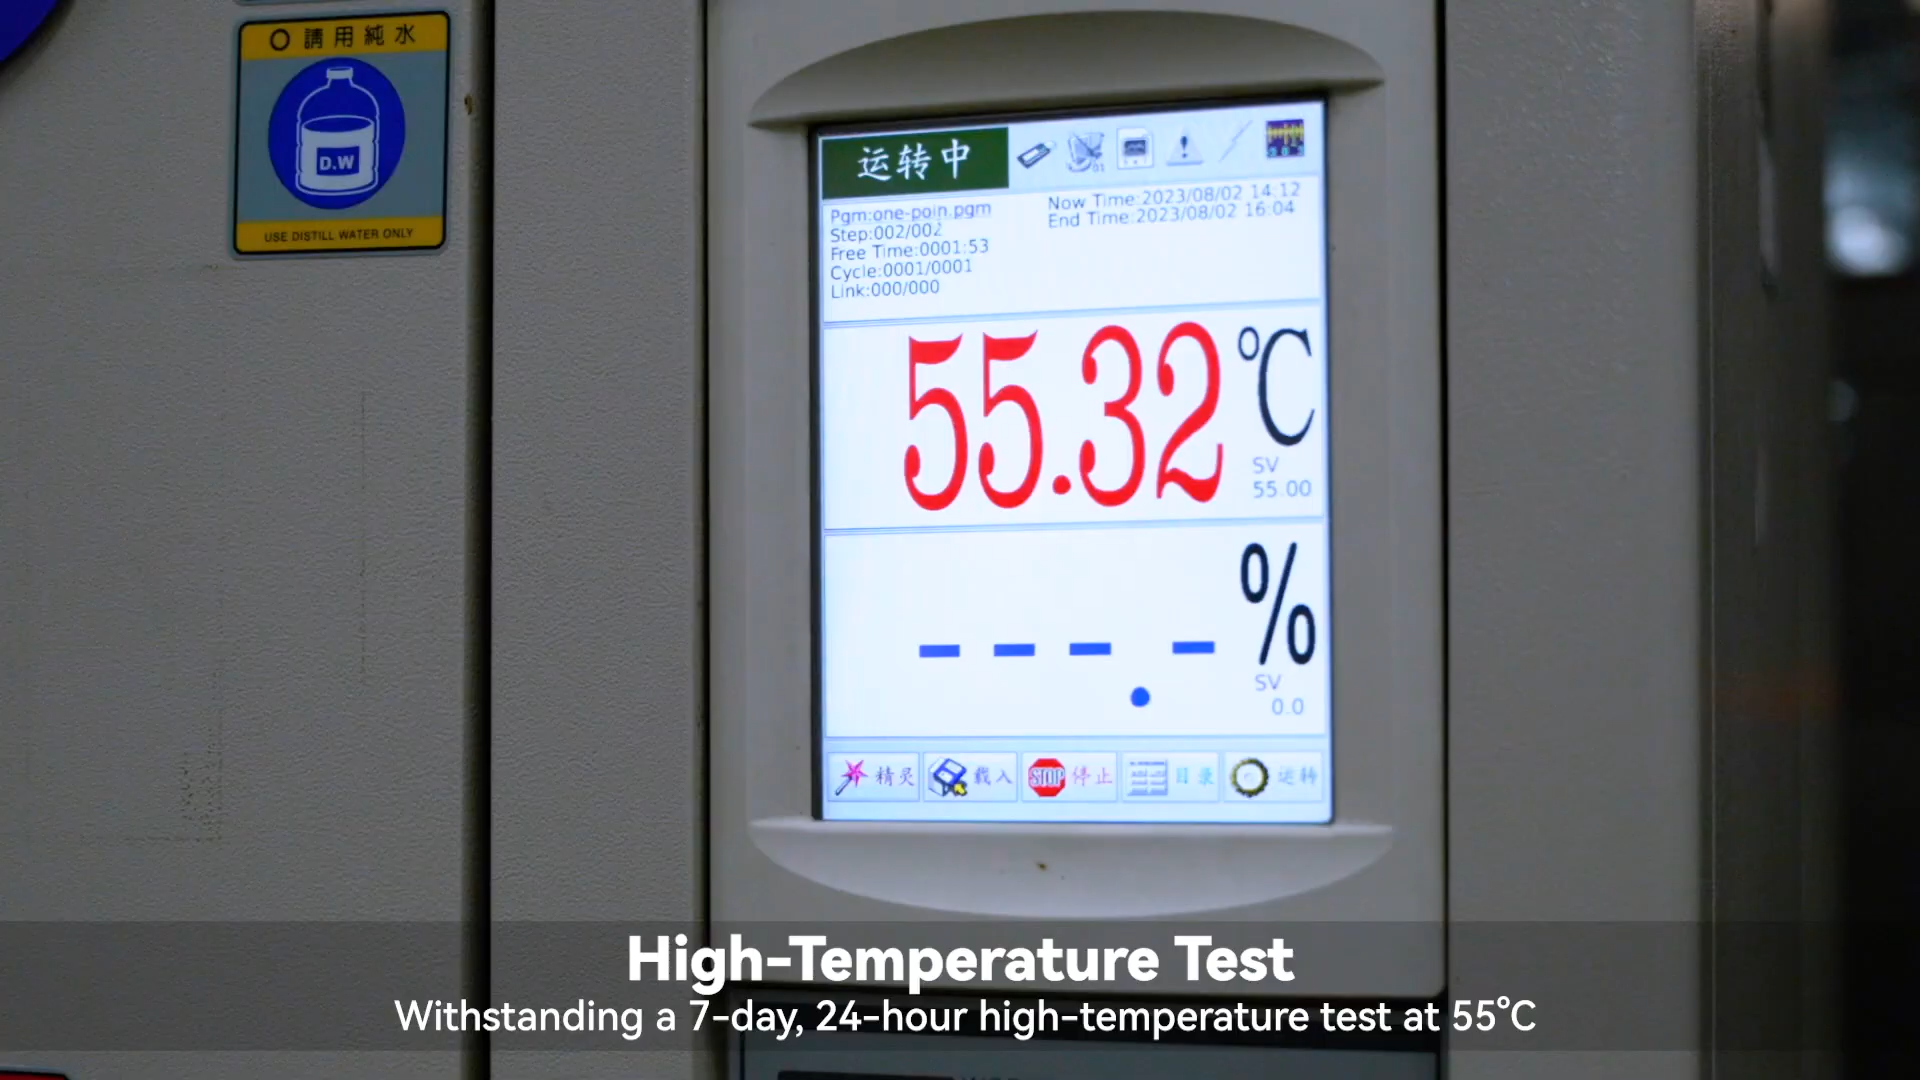 請用純水
D.W
USE DISTILL WATER ONLY
运转中
Pgm:one-poin.pgm
Step:002/002
Free Time:0001:53
Cycle:0001/0001
Link:000/000
Now Time:2023/08/02 14:12
End Time:2023/08/02 16:04
55.32 °C
SV
55.00
---.- %
SV
0.0
精灵
载入
STOP 停止
目录
运转
High-Temperature Test
Withstanding a 7-day, 24-hour high-temperature test at 55°C